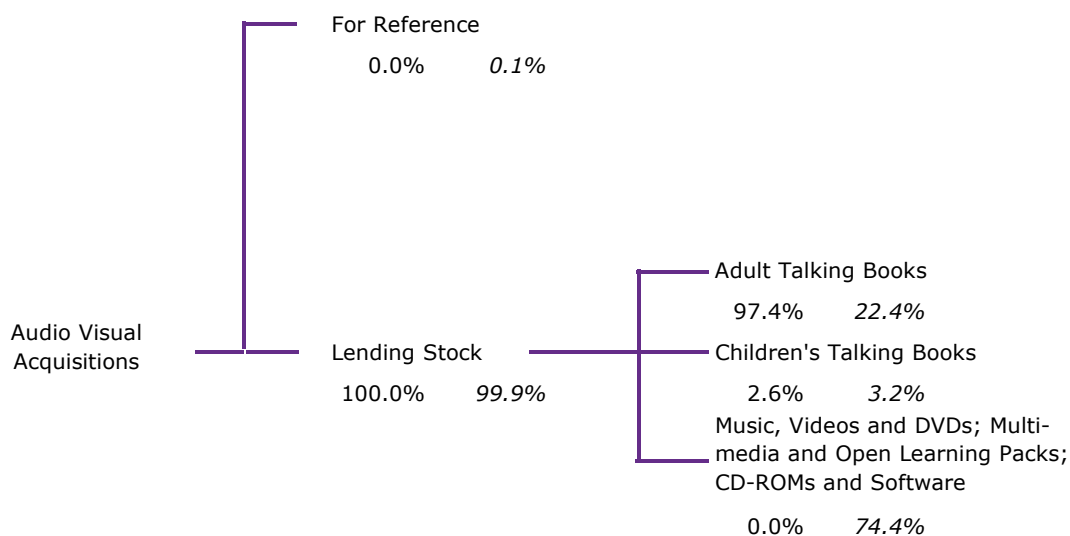 For Reference
0.0% 0.1%
Audio Visual
Acquisitions
Lending Stock
100.0% 99.9%
Adult Talking Books
97.4% 22.4%
Children's Talking Books
2.6% 3.2%
Music, Videos and DVDs; Multi-
media and Open Learning Packs;
CD-ROMs and Software
0.0% 74.4%